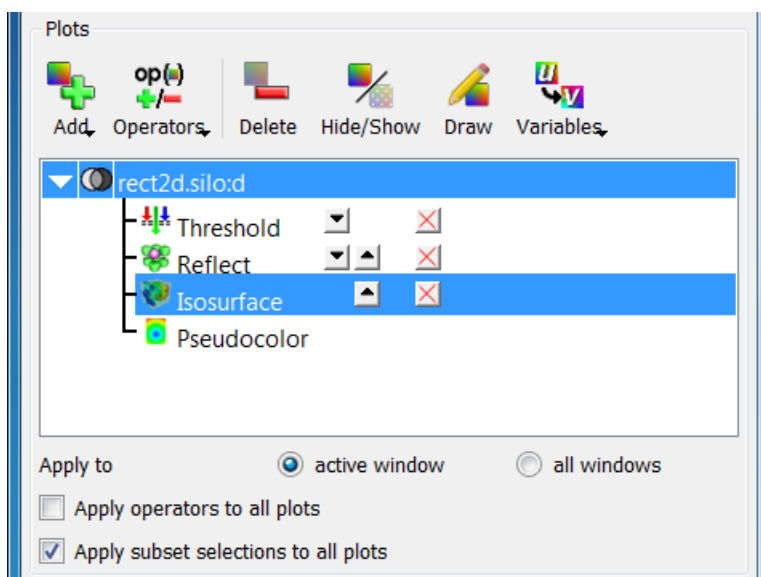 Plots
op( )
+/-
Add Operators Delete Hide/Show Draw Variables
u
v
rect2d.silo:d
Threshold
Reflect
Isosurface
Pseudocolor
Apply to active window all windows
Apply operators to all plots
Apply subset selections to all plots